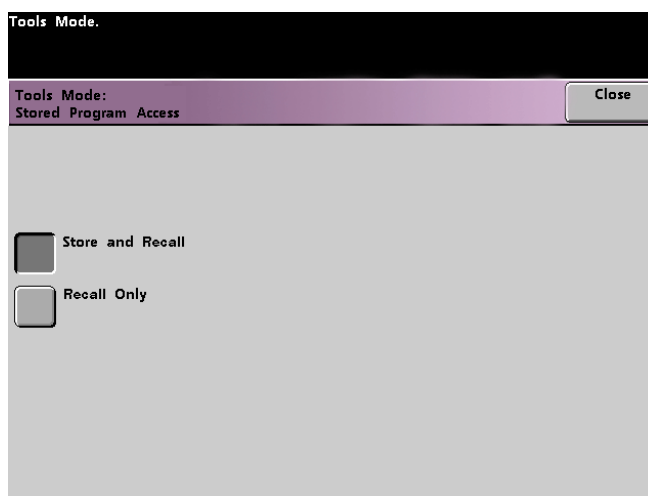 Tools Mode.
Tools Mode:
Stored Program Access
Close
Store and Recall
Recall Only